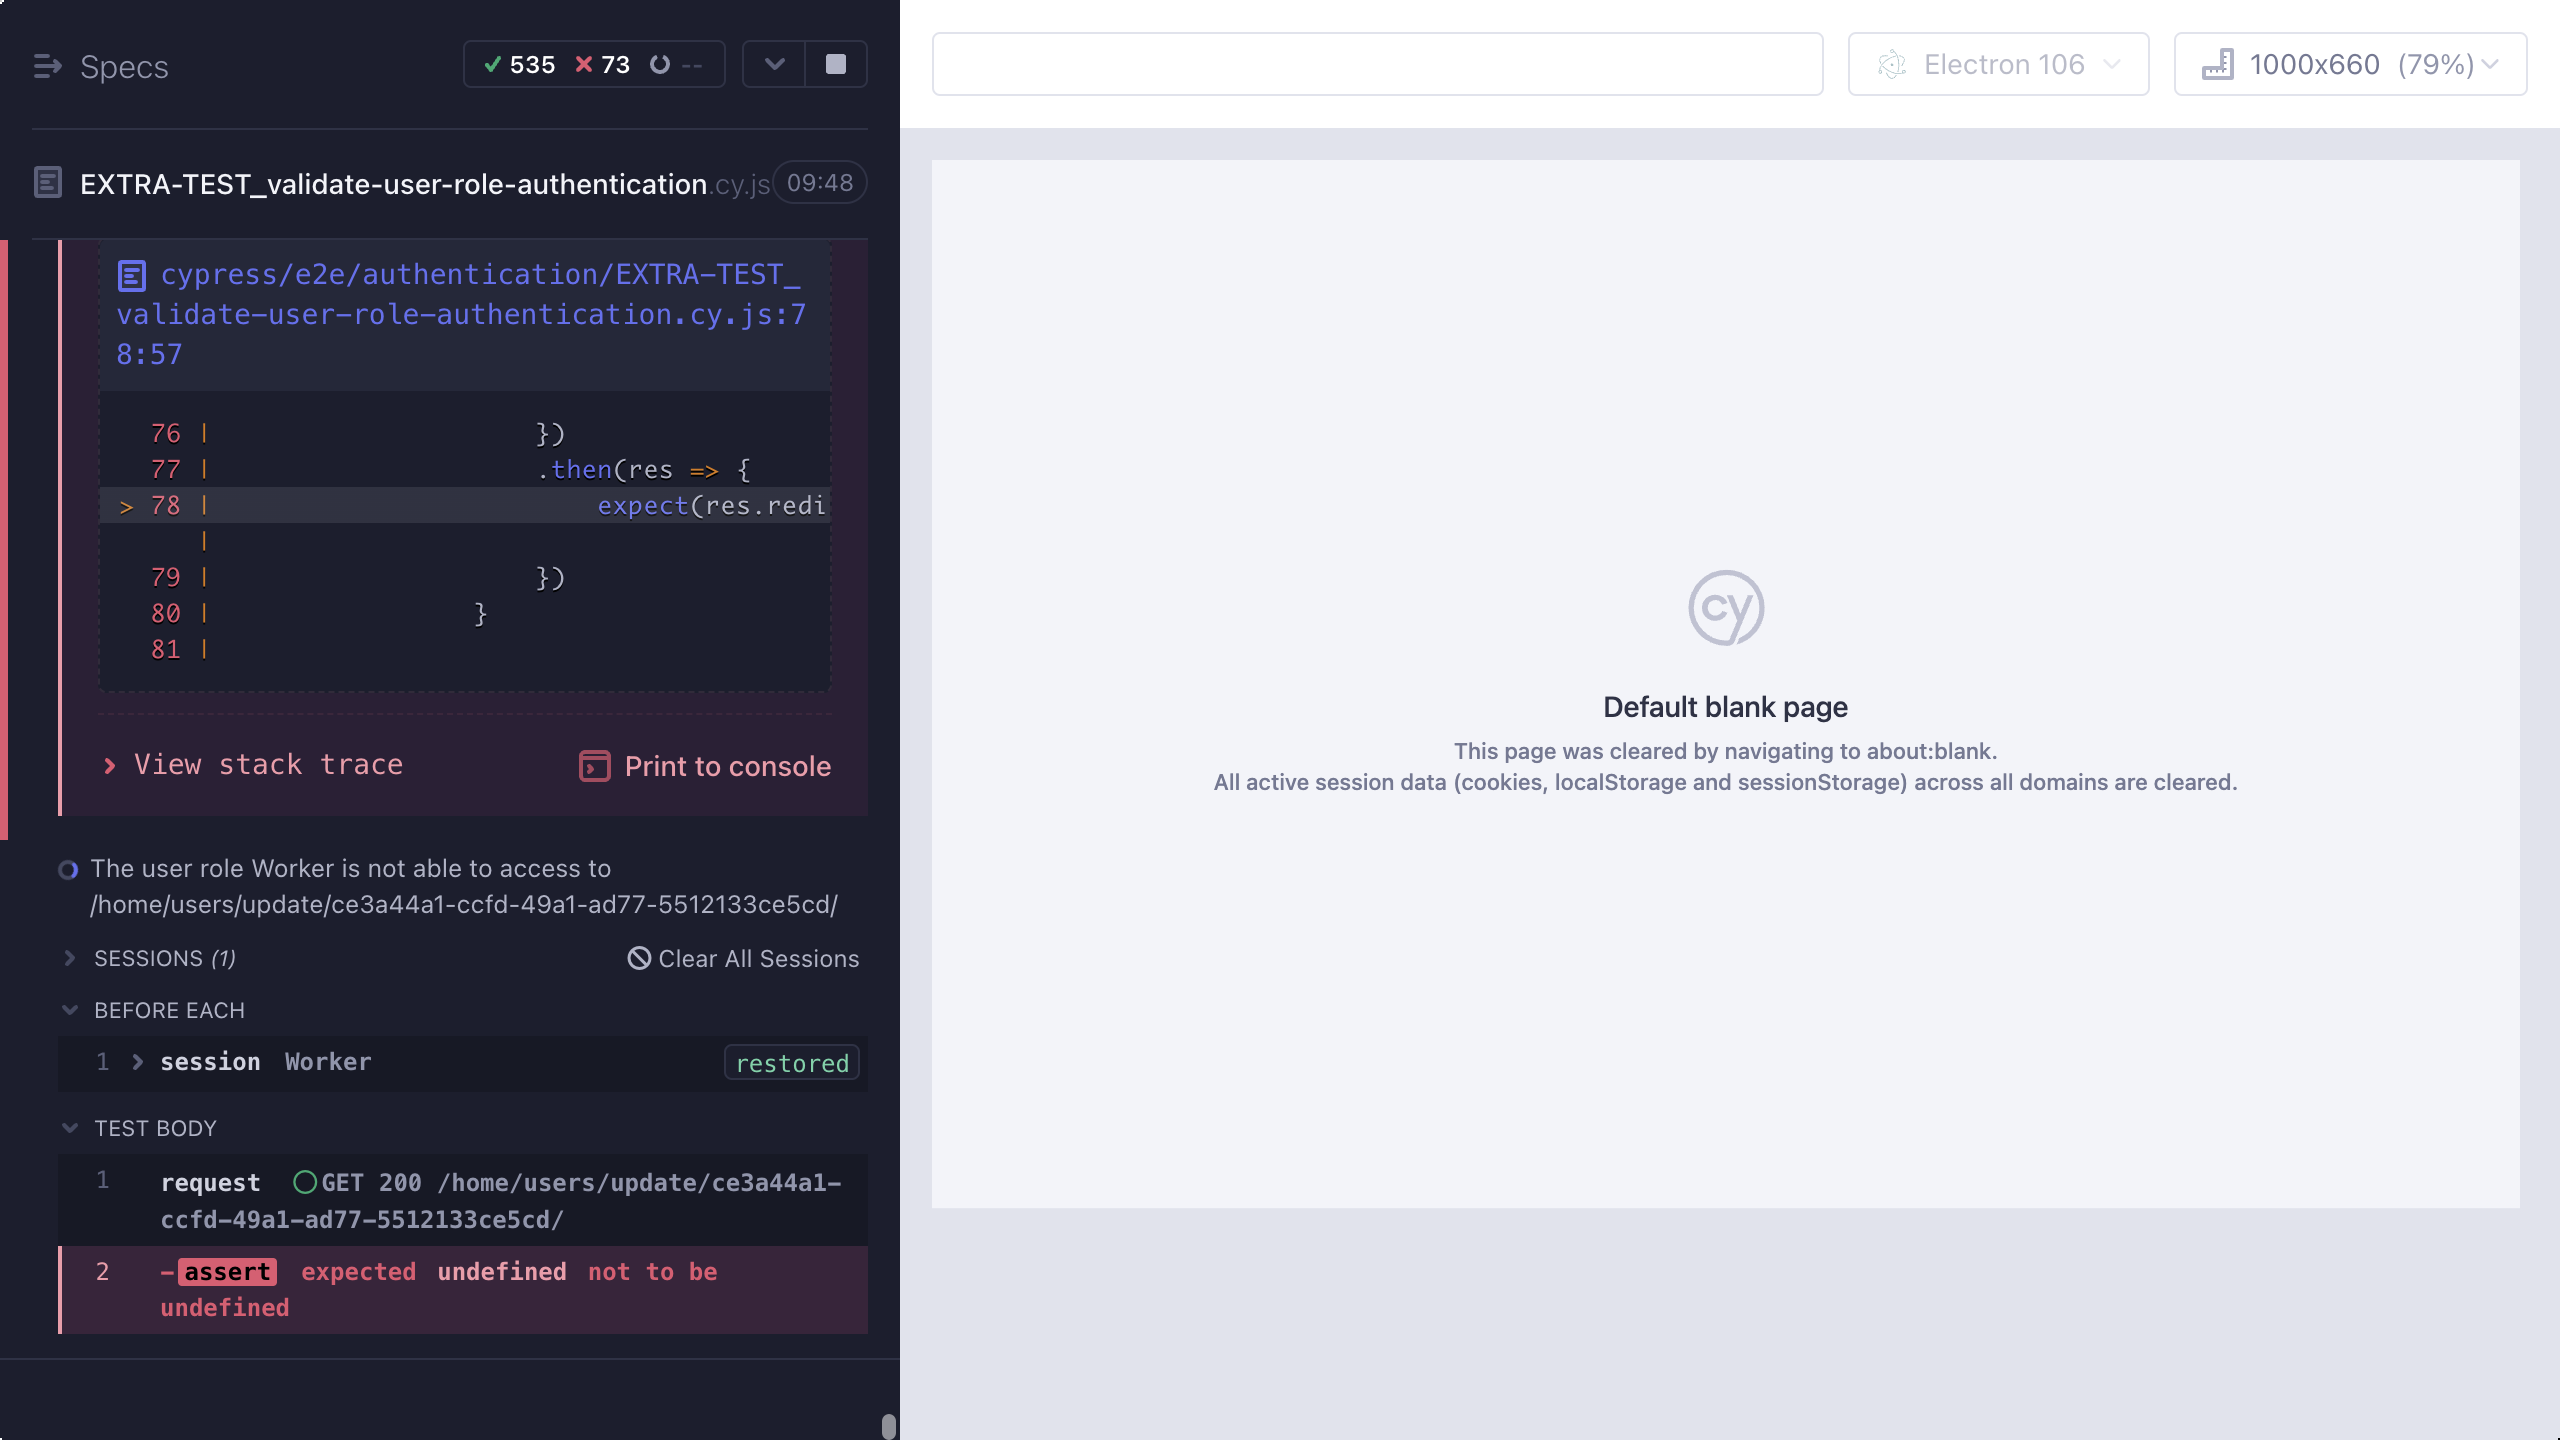 Specs
535 73 --
EXTRA-TEST_validate-user-role-authentication.cy.js 09:48
cypress/e2e/authentication/EXTRA-TEST_
validate-user-role-authentication.cy.js:7
8:57
76 | })
77 | .then(res => {
> 78 | expect(res.redi
|
79 | })
80 | }
81 |
View stack trace
Print to console
The user role Worker is not able to access to
/home/users/update/ce3a44a1-ccfd-49a1-ad77-5512133ce5cd/
SESSIONS (1)
Clear All Sessions
BEFORE EACH
1 session Worker restored
TEST BODY
1 request GET 200 /home/users/update/ce3a44a1-
ccfd-49a1-ad77-5512133ce5cd/
2 -assert expected undefined not to be
undefined
Electron 106
1000x660 (79%)
cy
Default blank page
This page was cleared by navigating to about:blank.
All active session data (cookies, localStorage and sessionStorage) across all domains are cleared.